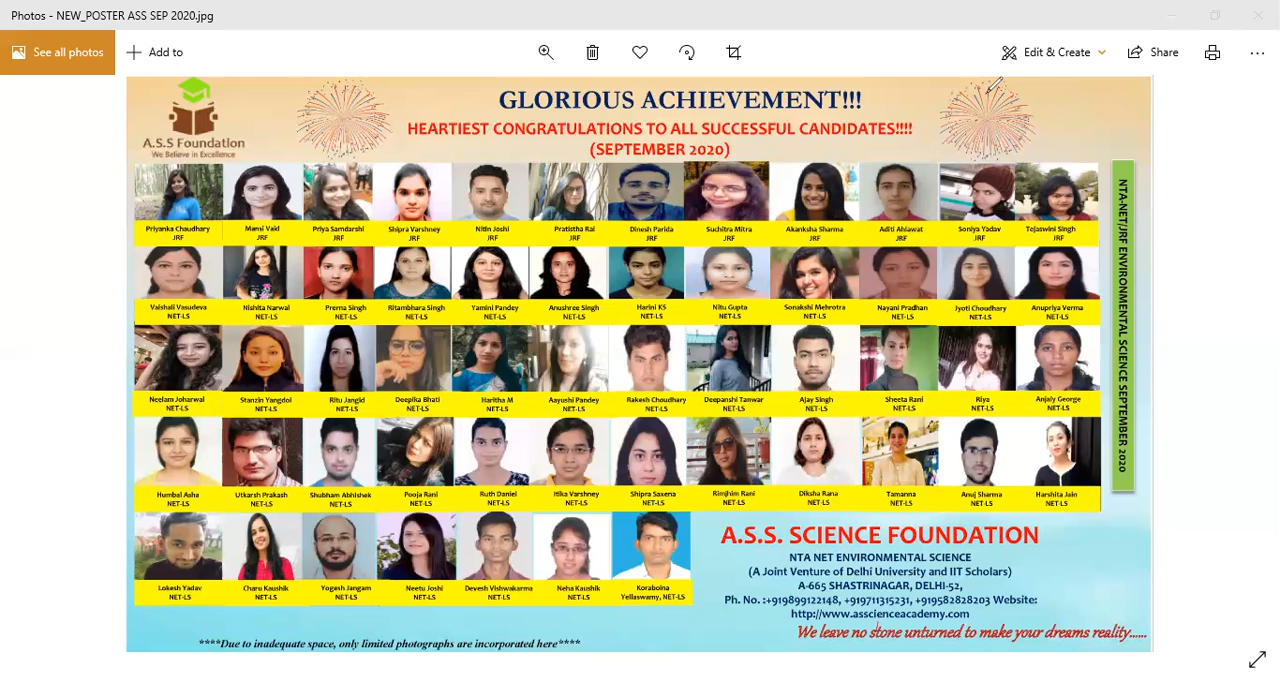 Photos - NEW_POSTER ASS SEP 2020.jpg
See all photos
Add to
Edit & Create
Share
A.S.S Foundation
We Believe in Excellence
GLORIOUS ACHIEVEMENT!!!
HEARTIEST CONGRATULATIONS TO ALL SUCCESSFUL CANDIDATES!!!!
(SEPTEMBER 2020)
NTA-NET/JRF ENVIRONMENTAL SCIENCE SEPTEMBER 2020
Priyanka Chaudhary Mansi Vaid Priya Samdarshi Shipra Varshney Nitin Joshi Pratistha Rai Dinesh Parida Suchitra Mitra Akanksha Sharma Aditi Ahlawat Soniya Yadav Tejaswini Singh
JRF JRF JRF JRF JRF JRF JRF JRF JRF JRF JRF JRF
Vaishali Vasudeva Nishita Narwal Prerna Singh Ritambhara Singh Yamini Pandey Anushree Singh Harini KS Nitu Gupta Sonakshi Mehrotra Nayani Pradhan Jyoti Choudhary Anupriya Verma
NET-LS NET-LS NET-LS NET-LS NET-LS NET-LS NET-LS NET-LS NET-LS NET-LS NET-LS NET-LS
Neelam Joharwal Stanzin Yangdol Ritu Jangid Deepika Bhati Haritha M Aayushi Pandey Rakesh Choudhary Deepanshi Tanwar Ajay Singh Sheeta Rani Riya Anjaly George
NET-LS NET-LS NET-LS NET-LS NET-LS NET-LS NET-LS NET-LS NET-LS NET-LS NET-LS NET-LS
Humbal Asha Utkarsh Prakash Shubham Abhishek Pooja Rani Ruth Daniel Itika Varshney Shipra Saxena Rimjhim Rani Diksha Rana Tamanna Anuj Sharma Harshita Jain
NET-LS NET-LS NET-LS NET-LS NET-LS NET-LS NET-LS NET-LS NET-LS NET-LS NET-LS NET-LS
Lokesh Yadav Charu Kaushik Yogesh Jangam Neetu Joshi Devesh Vishwakarma Neha Kaushik Koraboina
NET-LS NET-LS NET-LS NET-LS NET-LS NET-LS Yellaswamy, NET-LS
A.S.S. SCIENCE FOUNDATION
NTA NET ENVIRONMENTAL SCIENCE
(A Joint Venture of Delhi University and IIT Scholars)
A-665 SHASTRINAGAR, DELHI-52,
Ph. No. :+919899122148, +919711315231, +919582828203 Website:
http://www.asscienceacademy.com
We leave no stone unturned to make your dreams reality......
****Due to inadequate space, only limited photographs are incorporated here****